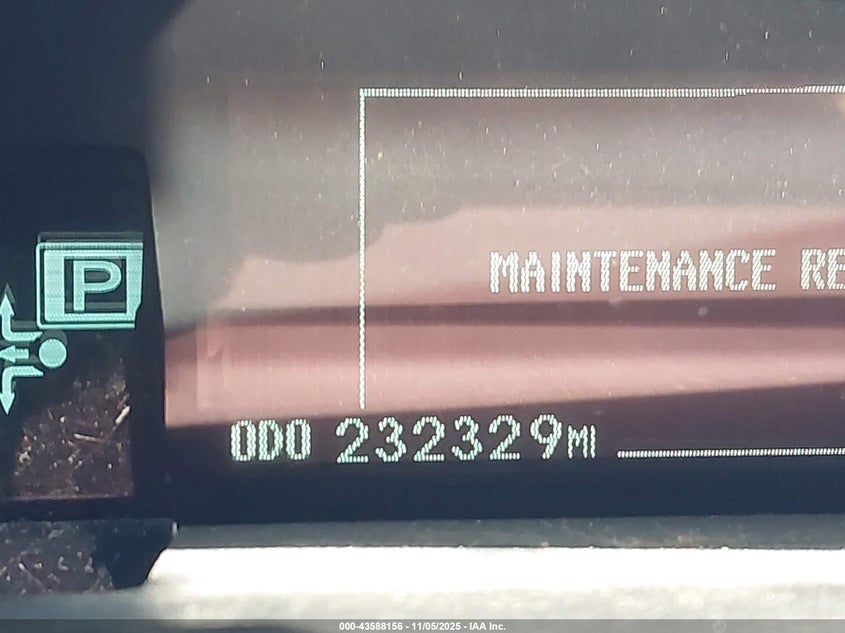 MAINTENANCE RE
P
ODO 232329MI
000-43588156 - 11/05/2025 - IAA Inc.